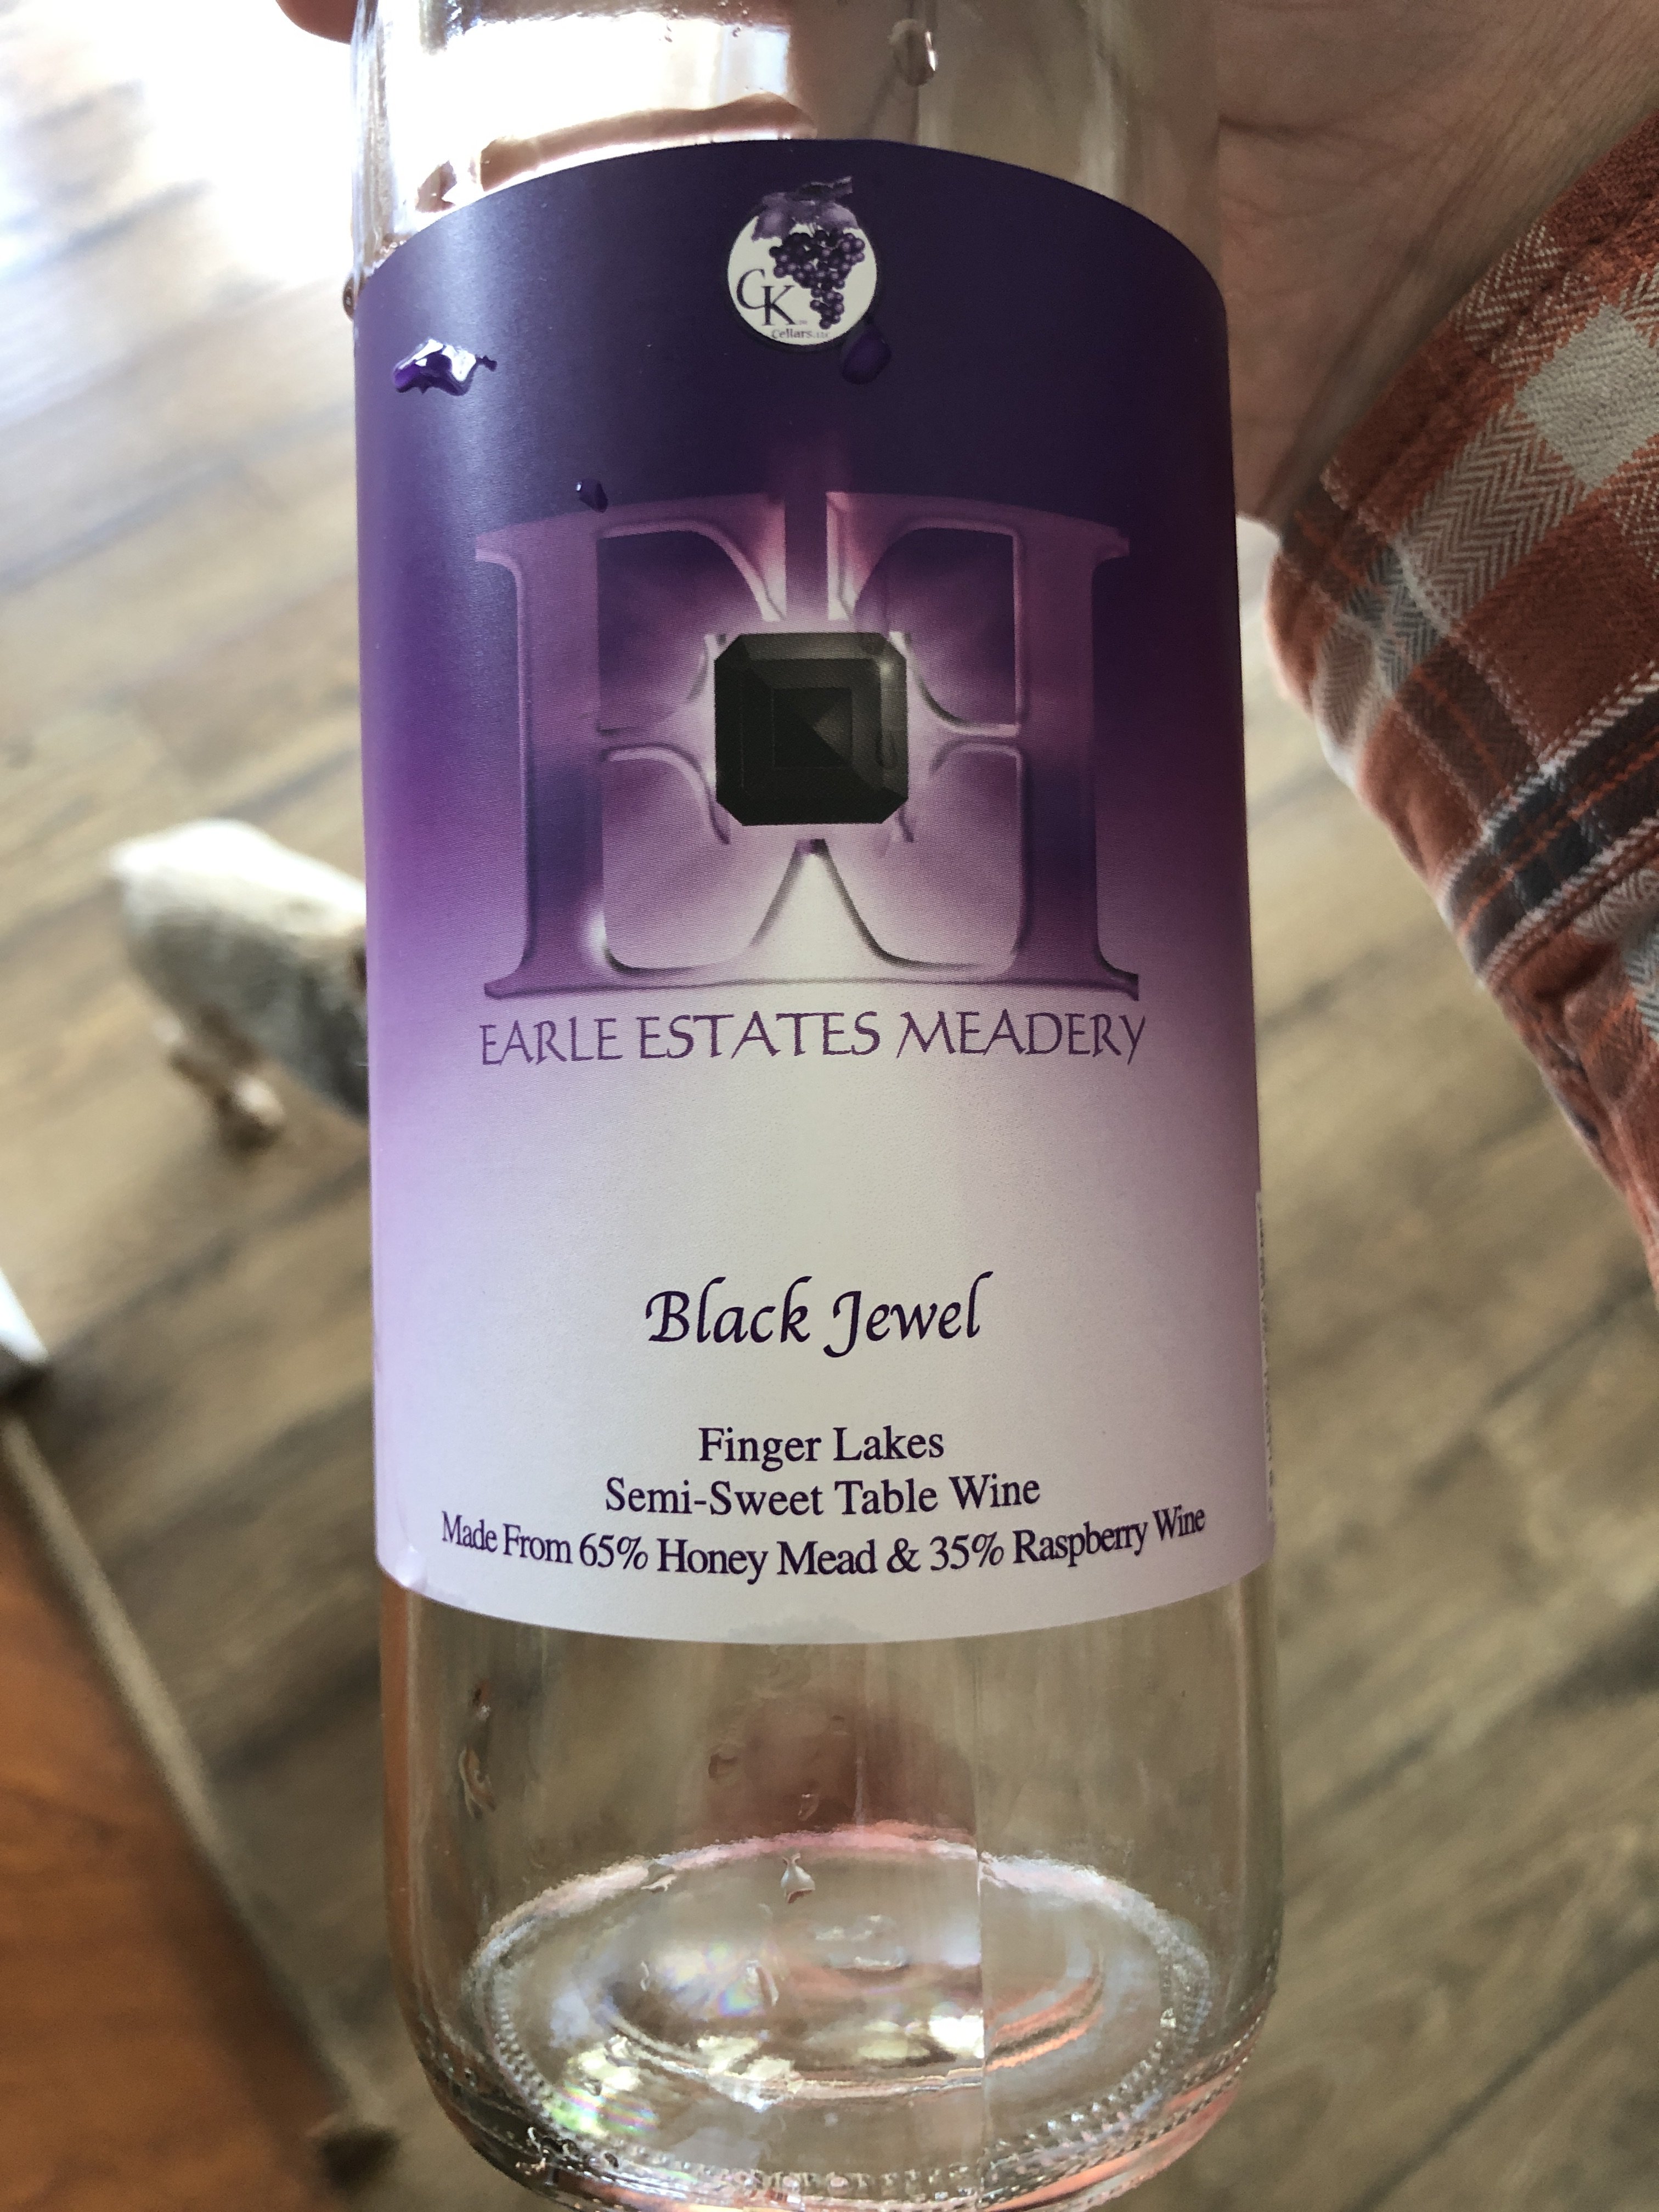 CK
Cellars
EARLE ESTATES MEADERY
Black Jewel
Finger Lakes
Semi-Sweet Table Wine
Made From 65% Honey Mead & 35% Raspberry Wine